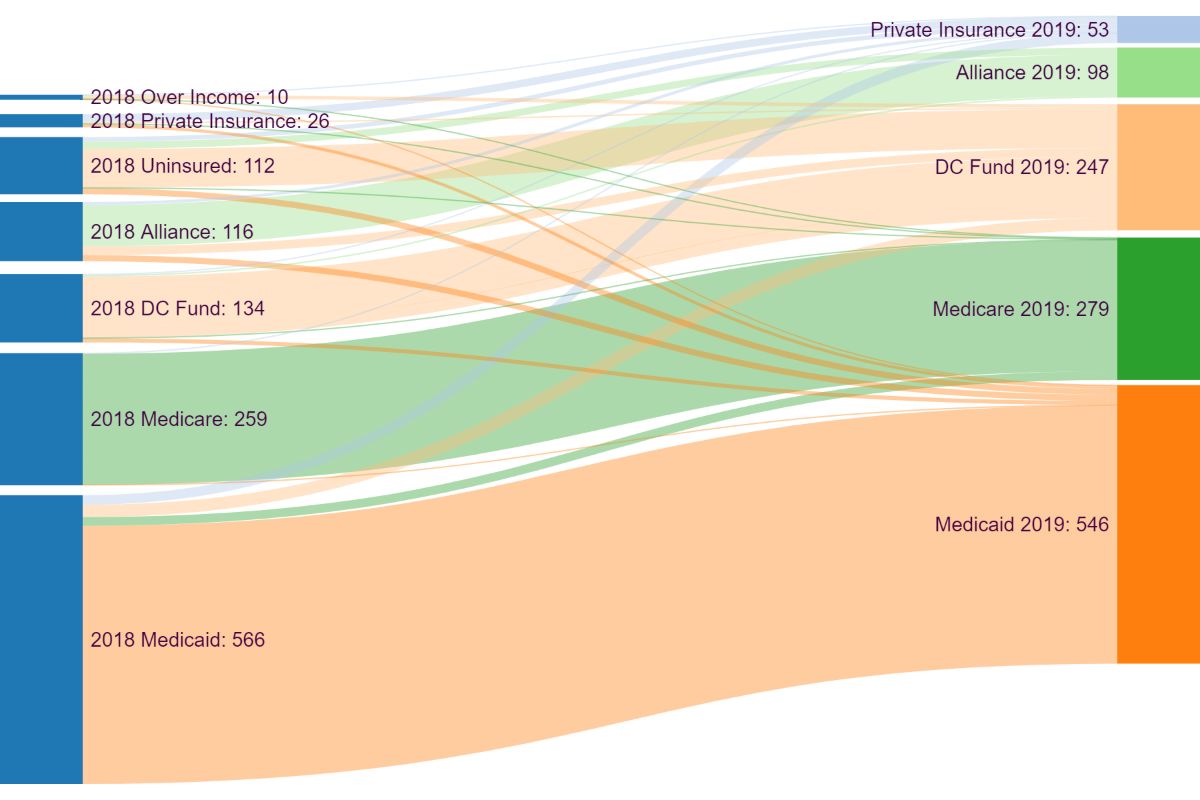 Private Insurance 2019: 53
Alliance 2019: 98
2018 Over Income: 10
2018 Private Insurance: 26
2018 Uninsured: 112
DC Fund 2019: 247
2018 Alliance: 116
2018 DC Fund: 134
Medicare 2019: 279
2018 Medicare: 259
Medicaid 2019: 546
2018 Medicaid: 566